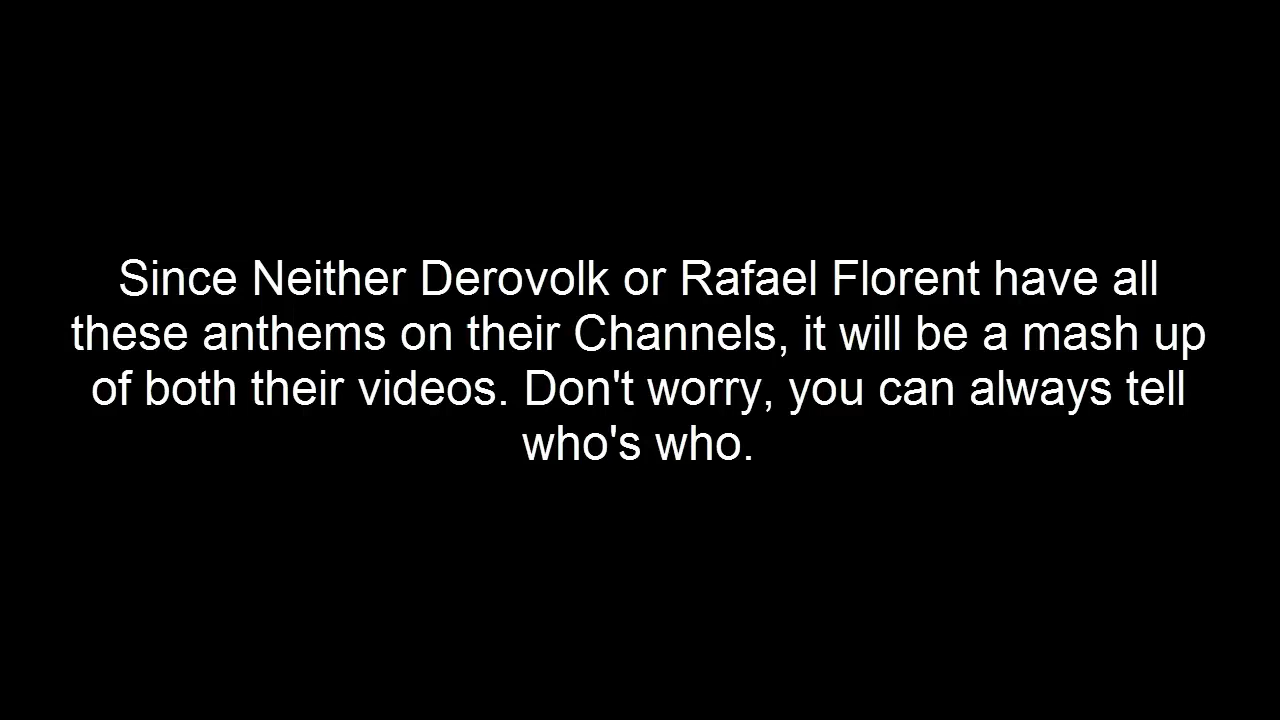 Since Neither Derovolk or Rafael Florent have all
these anthems on their Channels, it will be a mash up
of both their videos. Don't worry, you can always tell
who's who.